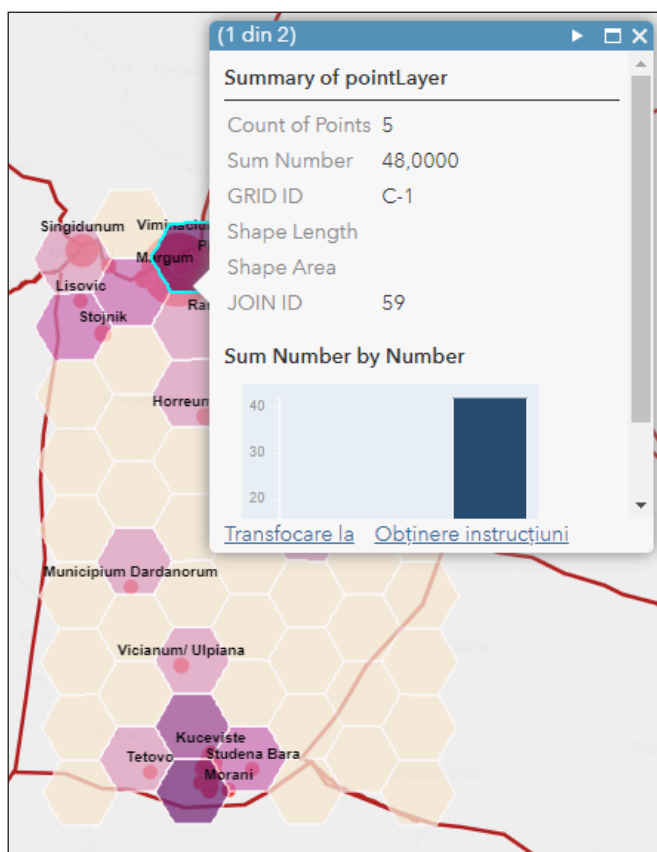 (1 din 2)
Summary of pointLayer
Count of Points 5
Sum Number 48,0000
GRID ID C-1
Shape Length
Shape Area
JOIN ID 59
Sum Number by Number
40
30
20
Transfocare la Obținere instrucțiuni
Singidunum
Margum
Lisovic
Stojnik
Municipium Dardanorum
Vicianum/ Ulpiana
Sofia
Kuceviste
Studena Bara
Tetovo
Morani